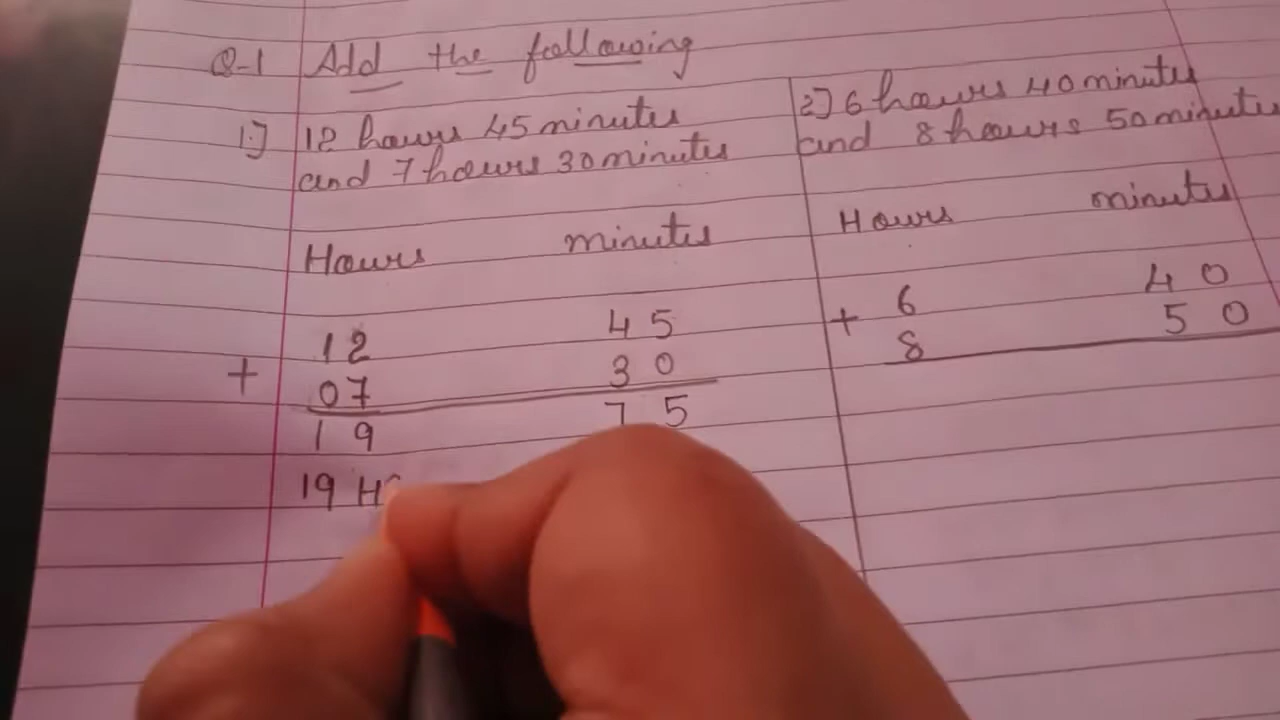 Q-1 Add the following
1.] 12 hours 45 minutes
and 7 hours 30 minutes
Hours minutes
12 45
+ 07 30
19 75
19 Ho
2] 6 hours 40 minutes
and 8 hours 50 minutes
Hours minutes
+ 6 40
8 50